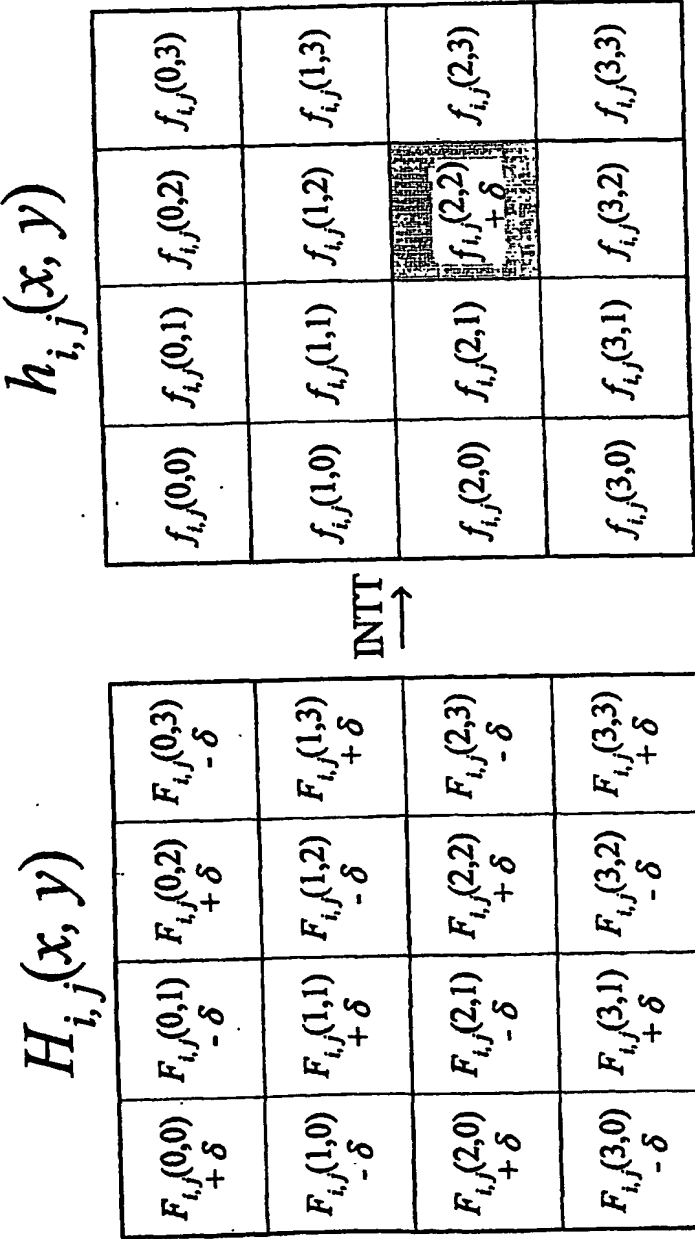 H_{i,j}(x, y)
F_{i,j}(0,0) F_{i,j}(0,1) F_{i,j}(0,2) F_{i,j}(0,3)
+ δ - δ + δ - δ
F_{i,j}(1,0) F_{i,j}(1,1) F_{i,j}(1,2) F_{i,j}(1,3)
- δ + δ - δ + δ
F_{i,j}(2,0) F_{i,j}(2,1) F_{i,j}(2,2) F_{i,j}(2,3)
+ δ - δ + δ - δ
F_{i,j}(3,0) F_{i,j}(3,1) F_{i,j}(3,2) F_{i,j}(3,3)
- δ + δ - δ + δ
INTT
→
h_{i,j}(x, y)
f_{i,j}(0,0) f_{i,j}(0,1) f_{i,j}(0,2) f_{i,j}(0,3)
f_{i,j}(1,0) f_{i,j}(1,1) f_{i,j}(1,2) f_{i,j}(1,3)
f_{i,j}(2,0) f_{i,j}(2,1) f_{i,j}(2,2) f_{i,j}(2,3)
+ δ
f_{i,j}(3,0) f_{i,j}(3,1) f_{i,j}(3,2) f_{i,j}(3,3)